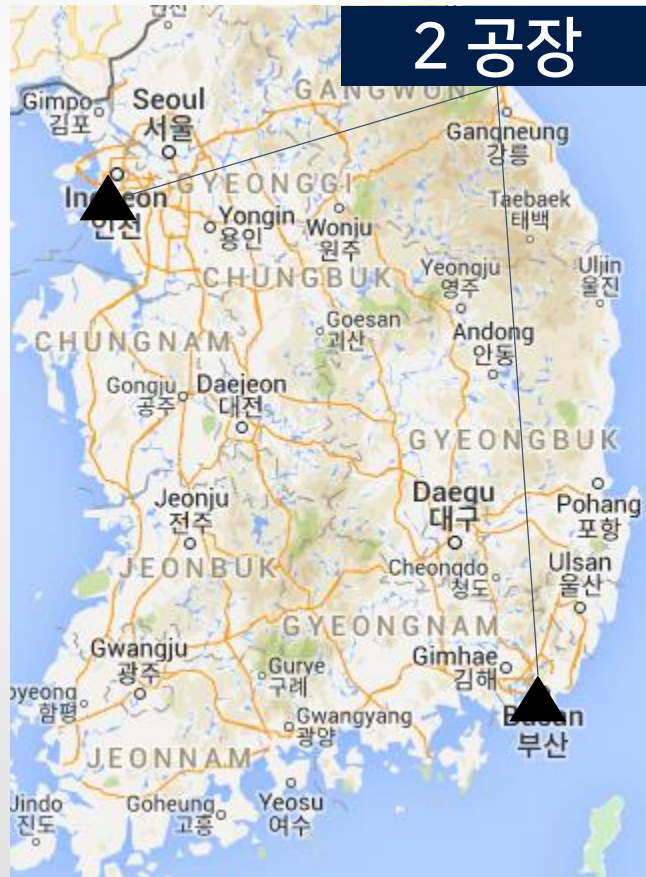 2 공장
GANGWON
Gimpo
김포
Seoul
서울
Gangneung
강릉
GYEONGGI
인천
Taebaek
태백
Yongin
용인
Wonju
원주
CHUNGBUK
Yeongju
영주
Uljin
울진
Goesan
괴산
CHUNGNAM
Andong
안동
Gongju
공주
Daejeon
대전
GYEONGBUK
Daegu
대구
Jeonju
전주
Pohang
포항
JEONBUK
Cheongdo
청도
Ulsan
울산
GYEONGNAM
Gwangju
광주
Gurye
구례
Gimhae
김해
oyeong
함평
Gwangyang
광양
Busan
부산
JEONNAM
Jindo
진도
Goheung
고흥
Yeosu
여수